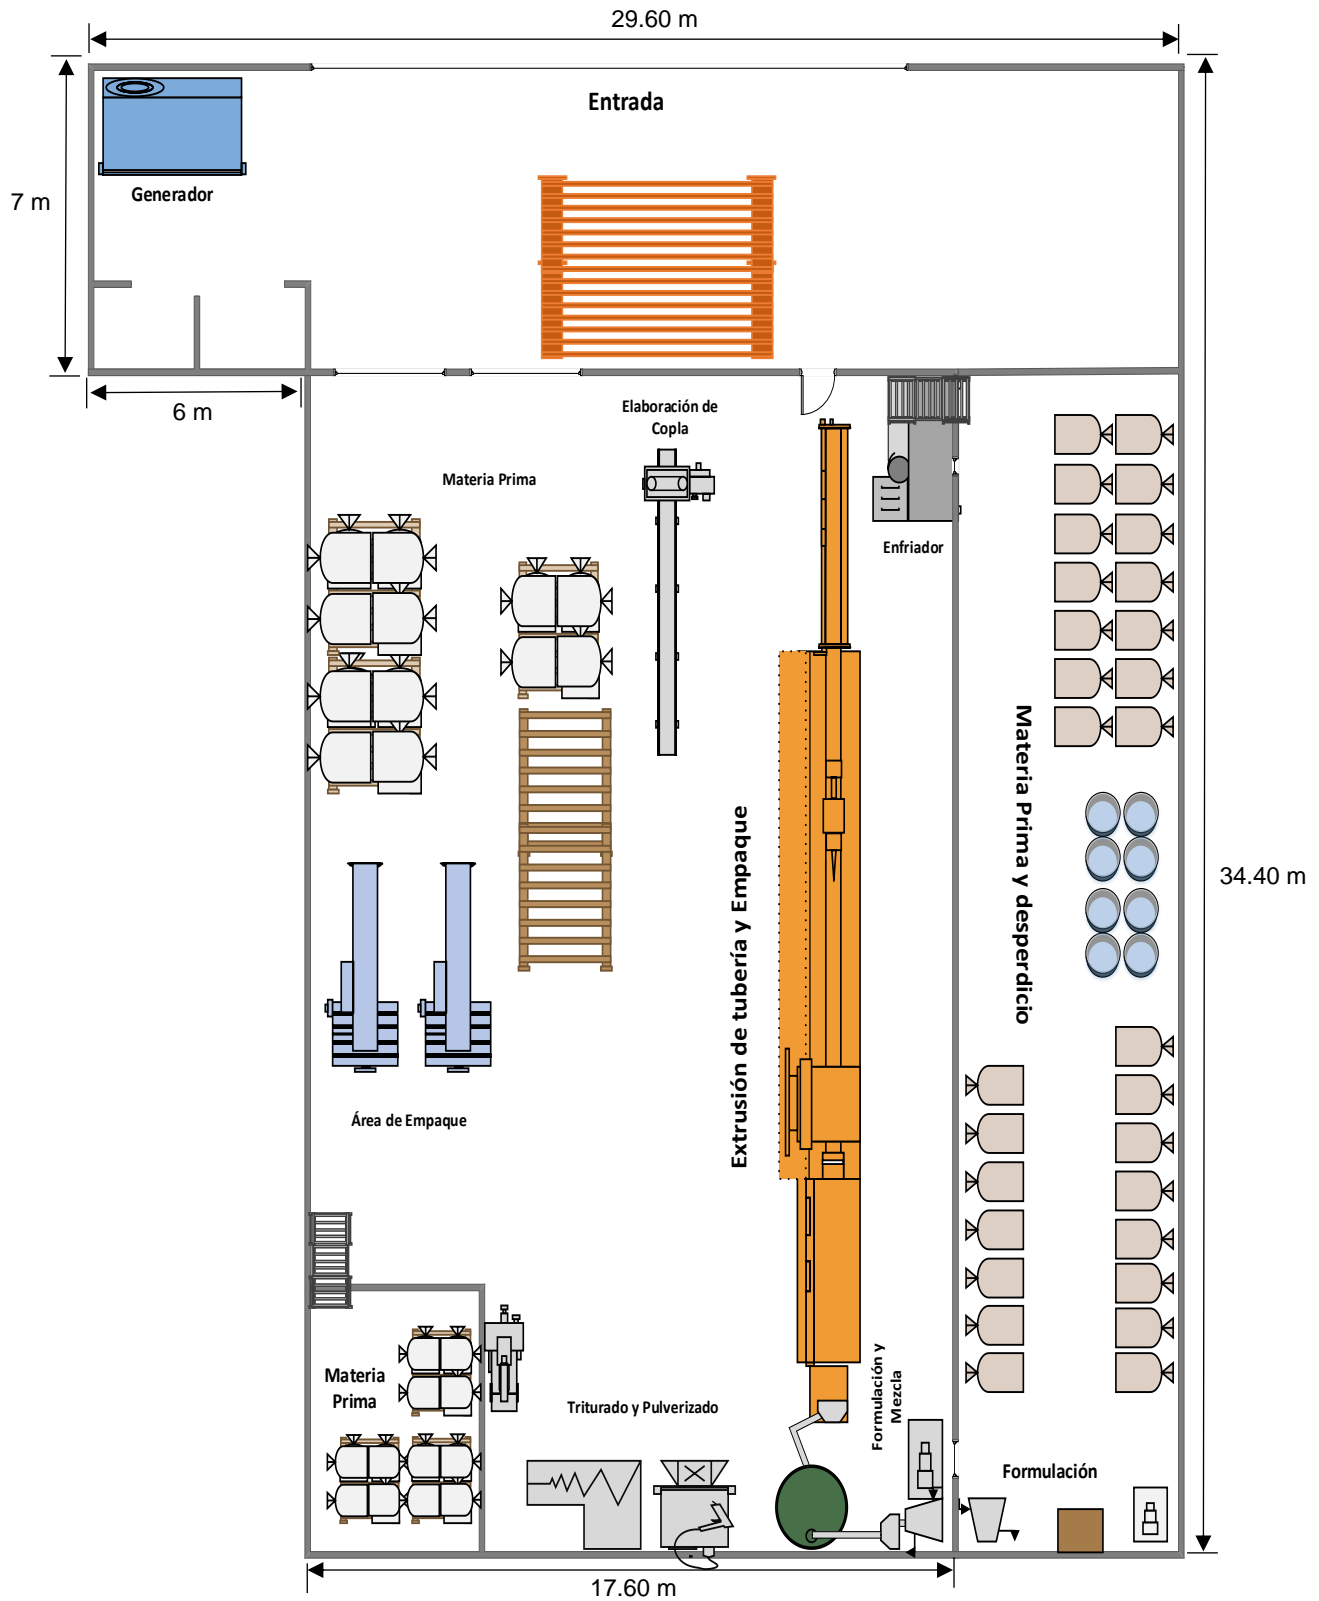 29.60 m
Entrada
7 m
Generador
6 m
Elaboración de
Copla
Materia Prima
Enfriador
Materia Prima y desperdicio
Extrusión de tubería y Empaque
34.40 m
Área de Empaque
Materia
Prima
Triturado y Pulverizado
Formulación y
Mezcla
Formulación
17.60 m